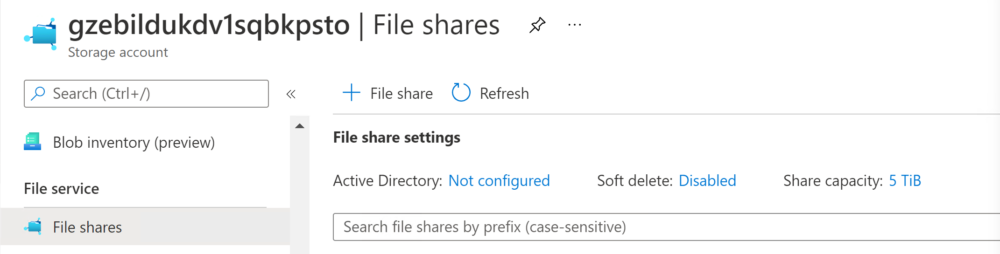 gzebildukdv1sqbkpsto | File shares ...
Storage account
Search (Ctrl+/)
«
Blob inventory (preview)
File service
File shares
File share
Refresh
File share settings
Active Directory: Not configured
Soft delete: Disabled
Share capacity: 5 TiB
Search file shares by prefix (case-sensitive)